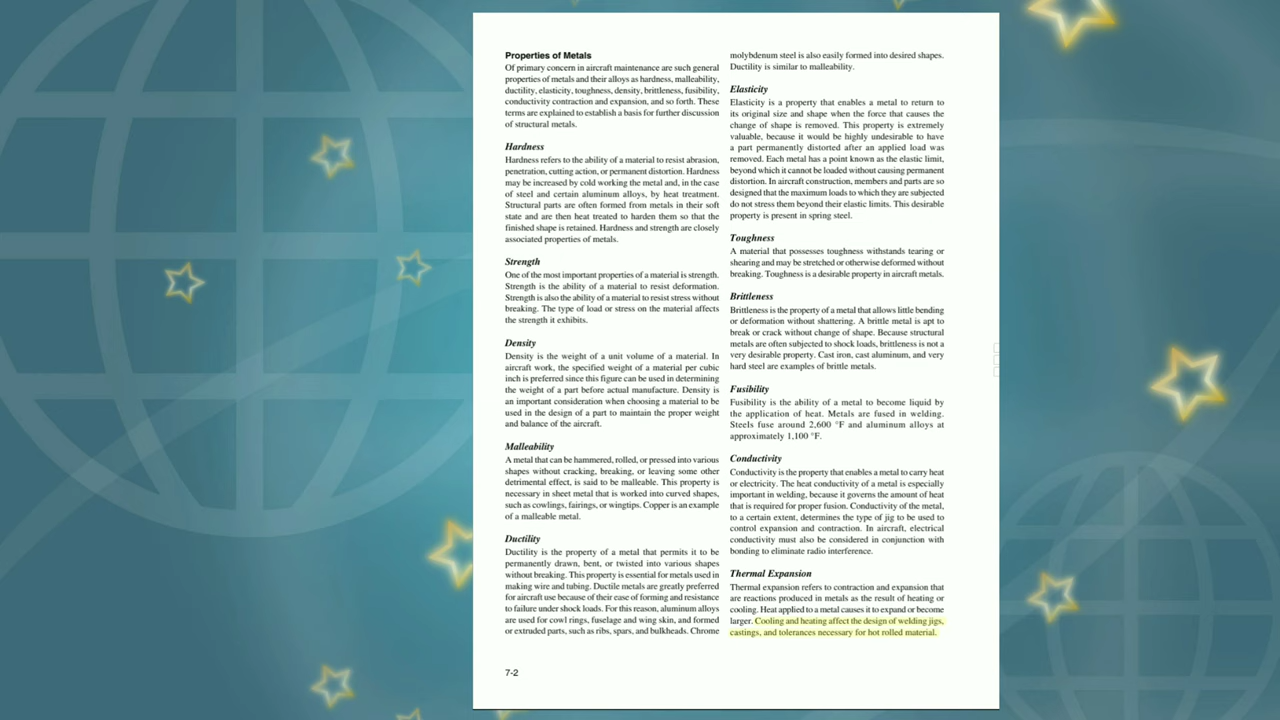 Properties of Metals
Of primary concern in aircraft maintenance are such general
properties of metals and their alloys as hardness, malleability,
ductility, elasticity, toughness, density, brittleness, fusibility,
conductivity contraction and expansion, and so forth. These
terms are explained to establish a basis for further discussion
of structural metals.
Hardness
Hardness refers to the ability of a material to resist abrasion,
penetration, cutting action, or permanent distortion. Hardness
may be increased by cold working the metal and, in the case
of steel and certain aluminum alloys, by heat treatment.
Structural parts are often formed from metals in their soft
state and are then heat treated to harden them so that the
finished shape is retained. Hardness and strength are closely
associated properties of metals.
Strength
One of the most important properties of a material is strength.
Strength is the ability of a material to resist deformation.
Strength is also the ability of a material to resist stress without
breaking. The type of load or stress on the material affects
the strength it exhibits.
Density
Density is the weight of a unit volume of a material. In
aircraft work, the specified weight of a material per cubic
inch is preferred since this figure can be used in determining
the weight of a part before actual manufacture. Density is
an important consideration when choosing a material to be
used in the design of a part to maintain the proper weight
and balance of the aircraft.
Malleability
A metal that can be hammered, rolled, or pressed into various
shapes without cracking, breaking, or leaving some other
detrimental effect, is said to be malleable. This property is
necessary in sheet metal that is worked into curved shapes,
such as cowlings, fairings, or wingtips. Copper is an example
of a malleable metal.
Ductility
Ductility is the property of a metal that permits it to be
permanently drawn, bent, or twisted into various shapes
without breaking. This property is essential for metals used in
making wire and tubing. Ductile metals are greatly preferred
for aircraft use because of their ease of forming and resistance
to failure under shock loads. For this reason, aluminum alloys
are used for cowl rings, fuselage and wing skin, and formed
or extruded parts, such as ribs, spars, and bulkheads. Chrome
molybdenum steel is also easily formed into desired shapes.
Ductility is similar to malleability.
Elasticity
Elasticity is a property that enables a metal to return to
its original size and shape when the force that causes the
change of shape is removed. This property is extremely
valuable, because it would be highly undesirable to have
a part permanently distorted after an applied load was
removed. Each metal has a point known as the elastic limit,
beyond which it cannot be loaded without causing permanent
distortion. In aircraft construction, members and parts are so
designed that the maximum loads to which they are subjected
do not stress them beyond their elastic limits. This desirable
property is present in spring steel.
Toughness
A material that possesses toughness withstands tearing or
shearing and may be stretched or otherwise deformed without
breaking. Toughness is a desirable property in aircraft metals.
Brittleness
Brittleness is the property of a metal that allows little bending
or deformation without shattering. A brittle metal is apt to
break or crack without change of shape. Because structural
metals are often subjected to shock loads, brittleness is not a
very desirable property. Cast iron, cast aluminum, and very
hard steel are examples of brittle metals.
Fusibility
Fusibility is the ability of a metal to become liquid by
the application of heat. Metals are fused in welding.
Steels fuse around 2,600 °F and aluminum alloys at
approximately 1,100 °F.
Conductivity
Conductivity is the property that enables a metal to carry heat
or electricity. The heat conductivity of a metal is especially
important in welding, because it governs the amount of heat
that is required for proper fusion. Conductivity of the metal,
to a certain extent, determines the type of jig to be used to
control expansion and contraction. In aircraft, electrical
conductivity must also be considered in conjunction with
bonding to eliminate radio interference.
Thermal Expansion
Thermal expansion refers to contraction and expansion that
are reactions produced in metals as the result of heating or
cooling. Heat applied to a metal causes it to expand or become
larger. Cooling and heating affect the design of welding jigs,
castings, and tolerances necessary for hot rolled material.
7-2